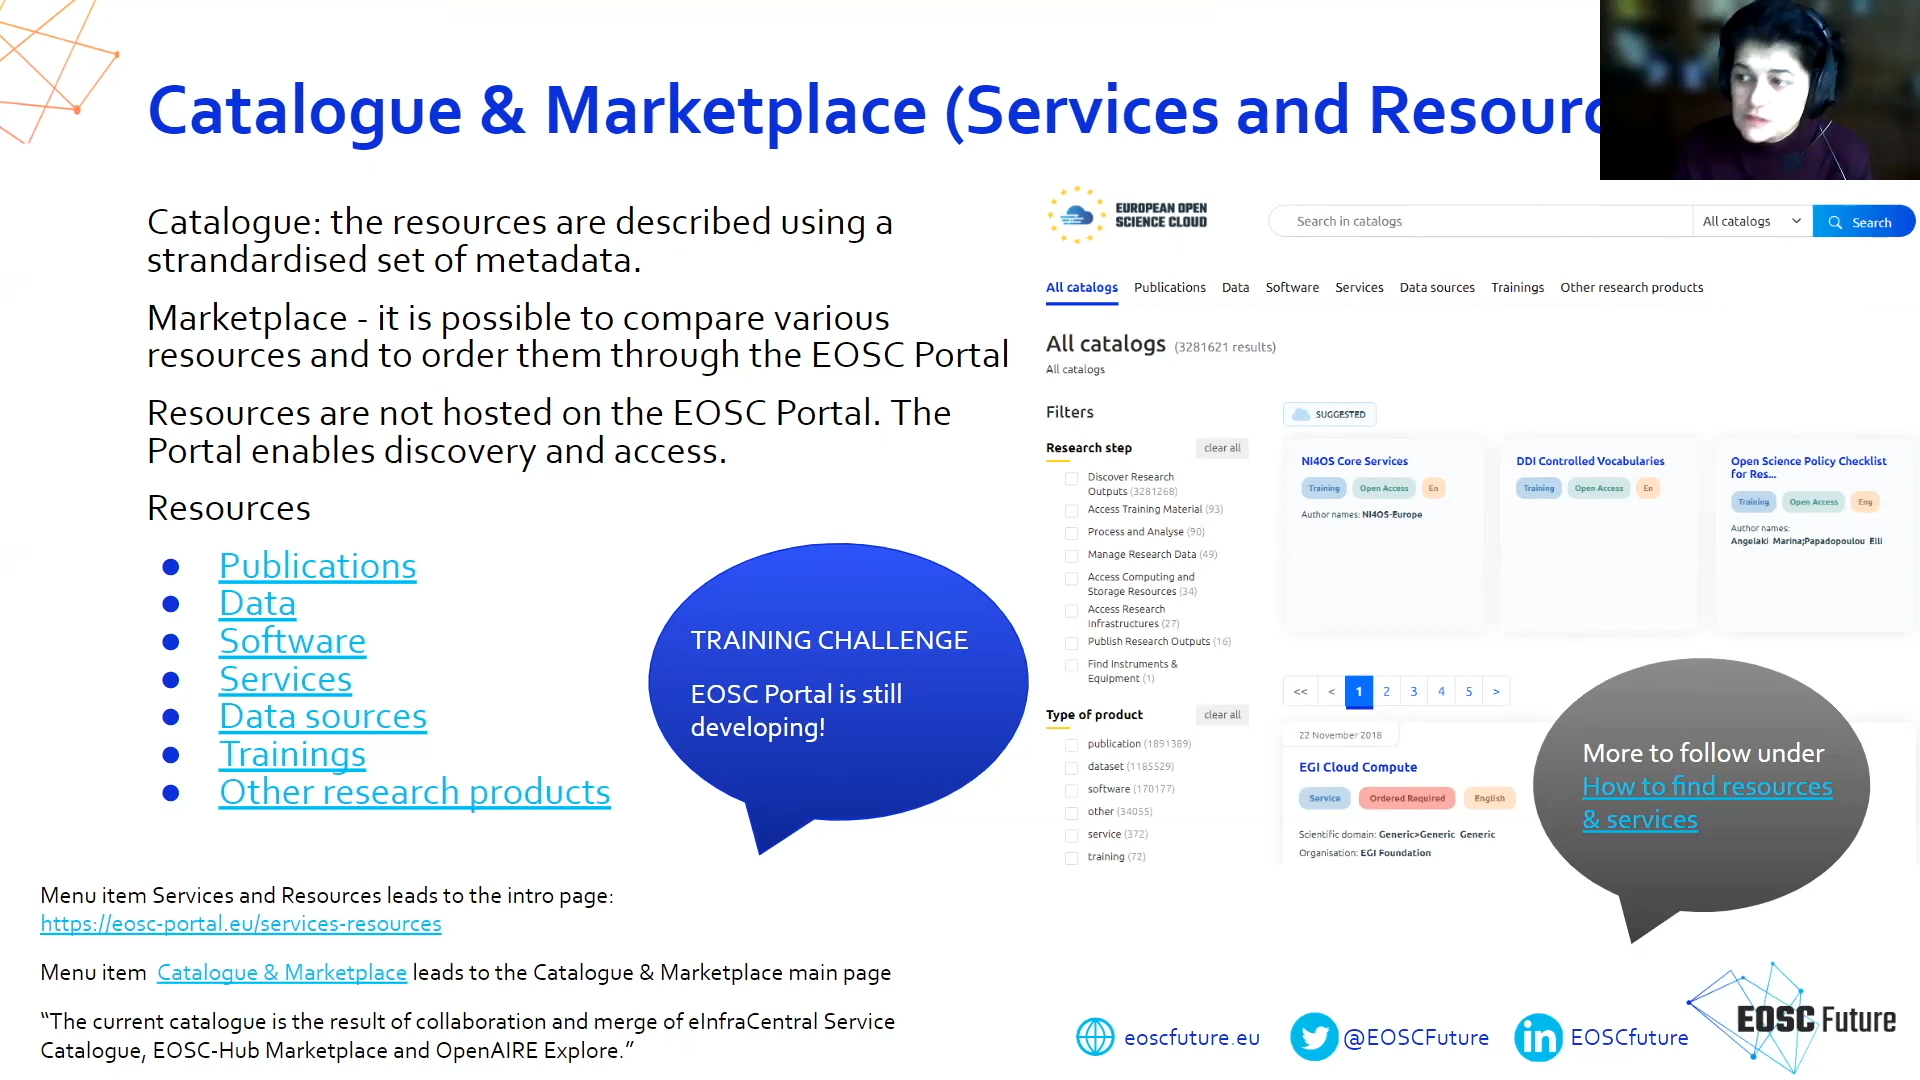 Catalogue & Marketplace (Services and Resourc
Catalogue: the resources are described using a
strandardised set of metadata.
Marketplace - it is possible to compare various
resources and to order them through the EOSC Portal
Resources are not hosted on the EOSC Portal. The
Portal enables discovery and access.
Resources
● Publications
● Data
● Software
● Services
● Data sources
● Trainings
● Other research products
TRAINING CHALLENGE
EOSC Portal is still
developing!
Menu item Services and Resources leads to the intro page:
https://eosc-portal.eu/services-resources
Menu item Catalogue & Marketplace leads to the Catalogue & Marketplace main page
“The current catalogue is the result of collaboration and merge of eInfraCentral Service
Catalogue, EOSC-Hub Marketplace and OpenAIRE Explore.”
EUROPEAN OPEN
SCIENCE CLOUD
Search in catalogs
All catalogs
Search
All catalogs Publications Data Software Services Data sources Trainings Other research products
All catalogs (3281621 results)
All catalogs
Filters
Research step clear all
Discover Research
Outputs (3281268)
Access Training Material (93)
Process and Analyse (90)
Manage Research Data (49)
Access Computing and
Storage Resources (34)
Access Research
Infrastructures (27)
Publish Research Outputs (16)
Find Instruments &
Equipment (1)
Type of product clear all
publication (1891389)
dataset (1185529)
software (170177)
other (34055)
service (372)
training (72)
SUGGESTED
NI4OS Core Services
Training Open Access En
Author names: NI4OS-Europe
DDI Controlled Vocabularies
Training Open Access En
Open Science Policy Checklist
for Res...
Training Open Access Eng
Author names:
Angelaki Marina;Papadopoulou Elli
<< < 1 2 3 4 5 >
22 November 2018
EGI Cloud Compute
Service Ordered Required English
Scientific domain: Generic>Generic Generic
Organisation: EGI Foundation
More to follow under
How to find resources
& services
eoscfuture.eu
@EOSCFuture
in EOSCfuture
EOSC Future